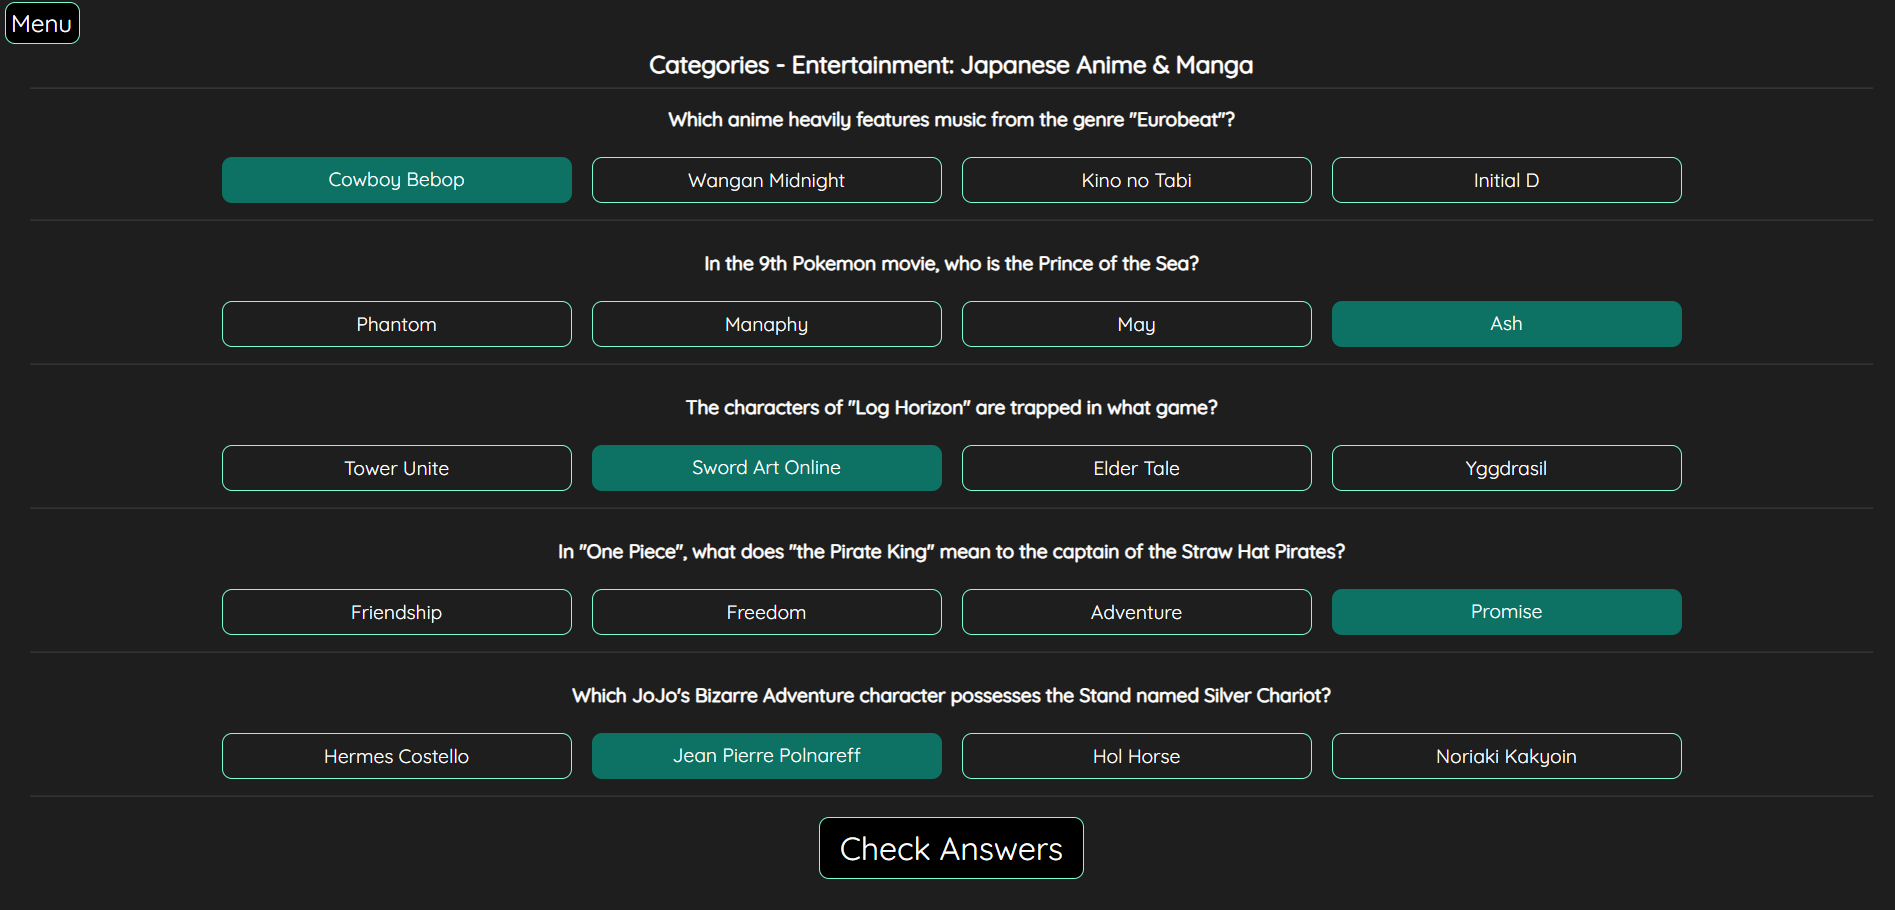 Menu
Categories - Entertainment: Japanese Anime & Manga
Which anime heavily features music from the genre "Eurobeat"?
Cowboy Bebop Wangan Midnight Kino no Tabi Initial D
In the 9th Pokemon movie, who is the Prince of the Sea?
Phantom Manaphy May Ash
The characters of "Log Horizon" are trapped in what game?
Tower Unite Sword Art Online Elder Tale Yggdrasil
In "One Piece", what does "the Pirate King" mean to the captain of the Straw Hat Pirates?
Friendship Freedom Adventure Promise
Which JoJo's Bizarre Adventure character possesses the Stand named Silver Chariot?
Hermes Costello Jean Pierre Polnareff Hol Horse Noriaki Kakyoin
Check Answers